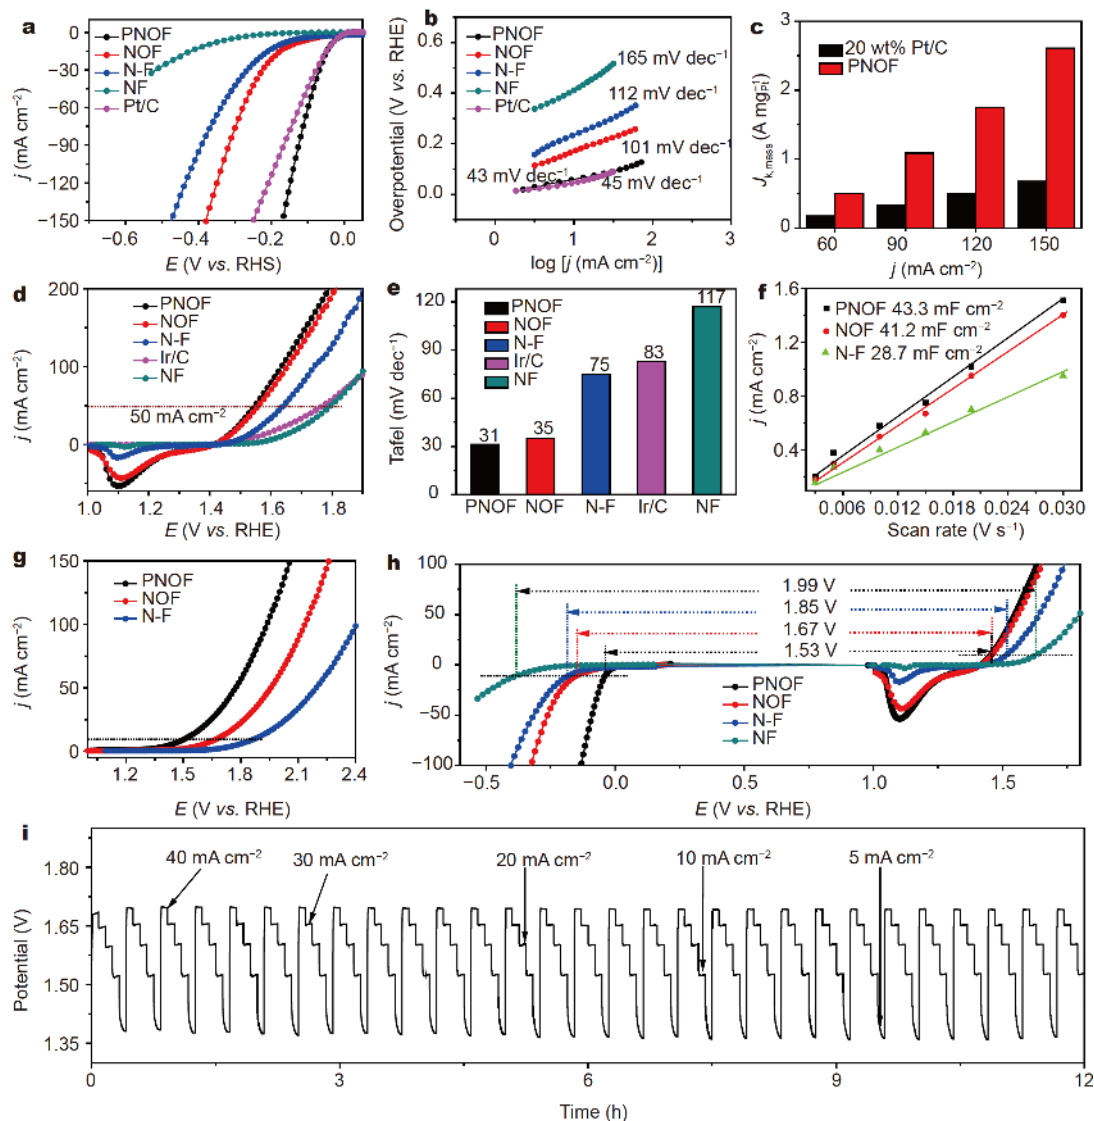 a
PNOF
NOF
N-F
NF
Pt/C
0
−30
−60
−90
−120
−150
j (mA cm−2)
−0.6
−0.4
−0.2
0.0
E (V vs. RHS)
b
PNOF
NOF
N-F
NF
Pt/C
0.6
0.4
0.2
0.0
Overpotential (V vs. RHE)
165 mV dec−1
112 mV dec−1
101 mV dec−1
43 mV dec−1
45 mV dec−1
−1
0
1
2
3
log [j (mA cm−2)]
c
20 wt% Pt/C
PNOF
3
2
1
0
Jk,mass (A mg−1Pt)
60
90
120
150
j (mA cm−2)
d
PNOF
NOF
N-F
Ir/C
NF
200
150
100
50
0
j (mA cm−2)
50 mA cm−2
1.0
1.2
1.4
1.6
1.8
E (V vs. RHE)
e
PNOF
NOF
N-F
Ir/C
NF
120
90
60
30
0
Tafel (mV dec−1)
31
35
75
83
117
PNOF
NOF
N-F
Ir/C
NF
f
PNOF 43.3 mF cm−2
NOF 41.2 mF cm−2
N-F 28.7 mF cm−2
1.6
1.2
0.8
0.4
j (mA cm−2)
0.006
0.012
0.018
0.024
0.030
Scan rate (V s−1)
g
PNOF
NOF
N-F
150
100
50
0
j (mA cm−2)
1.2
1.5
1.8
2.1
2.4
E (V vs. RHE)
h
100
50
0
−50
−100
j (mA cm−2)
1.99 V
1.85 V
1.67 V
1.53 V
PNOF
NOF
N-F
NF
−0.5
0.0
0.5
1.0
1.5
E (V vs. RHE)
i
40 mA cm−2
30 mA cm−2
20 mA cm−2
10 mA cm−2
5 mA cm−2
1.80
1.65
1.50
1.35
Potential (V)
0
3
6
9
12
Time (h)